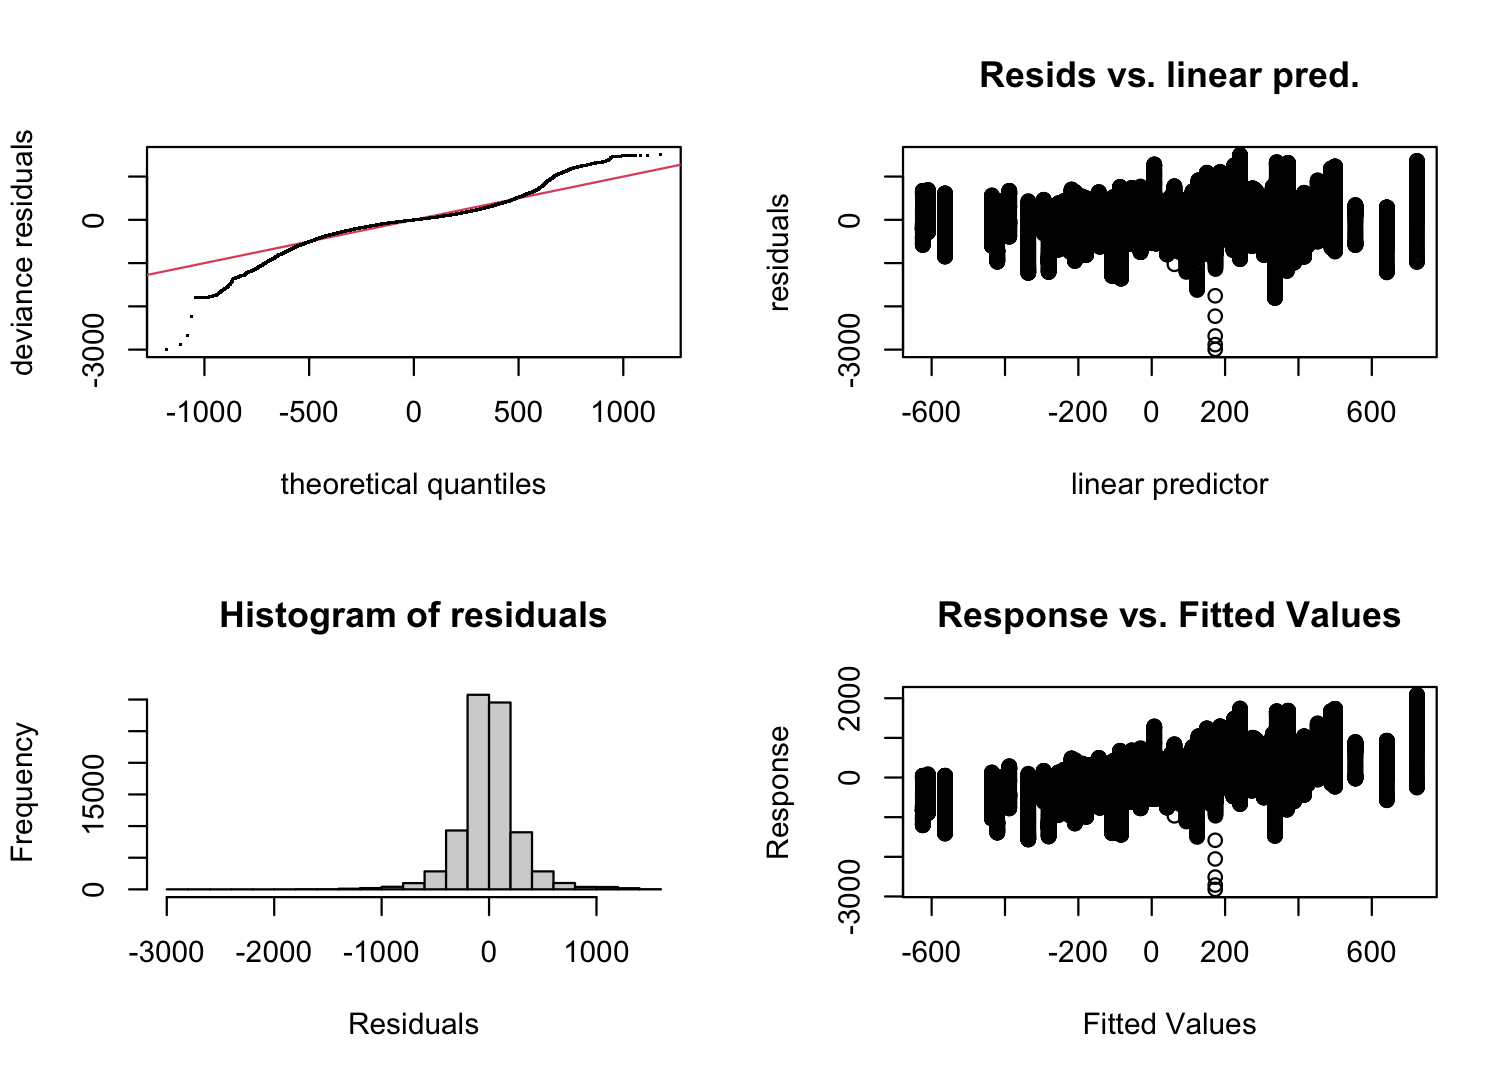 deviance residuals
0
-3000
-1000 -500 0 500 1000
theoretical quantiles
Resids vs. linear pred.
residuals
0
-3000
-600 -200 0 200 600
linear predictor
Histogram of residuals
Frequency
15000
0
-3000 -2000 -1000 0 1000
Residuals
Response vs. Fitted Values
Response
2000
0
-3000
-600 -200 0 200 600
Fitted Values